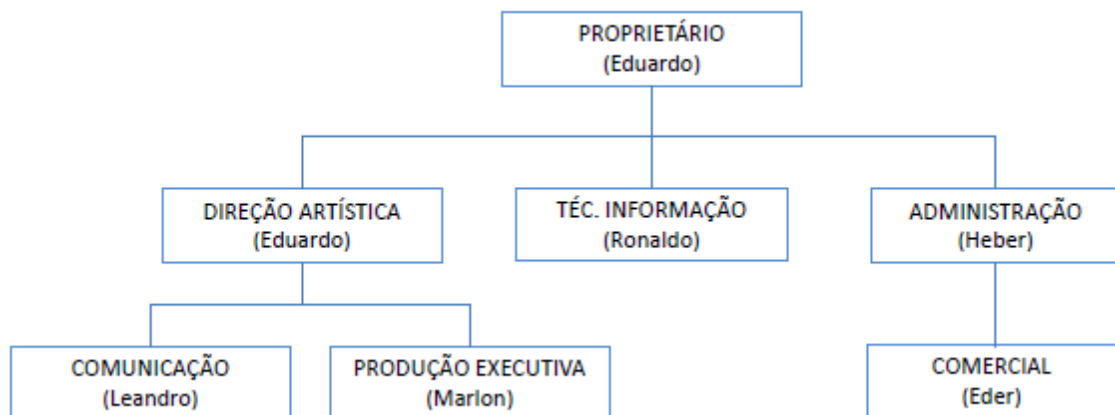 PROPRIETÁRIO
(Eduardo)
DIREÇÃO ARTÍSTICA
(Eduardo)
TÉC. INFORMAÇÃO
(Ronaldo)
ADMINISTRAÇÃO
(Heber)
COMUNICAÇÃO
(Leandro)
PRODUÇÃO EXECUTIVA
(Marlon)
COMERCIAL
(Eder)